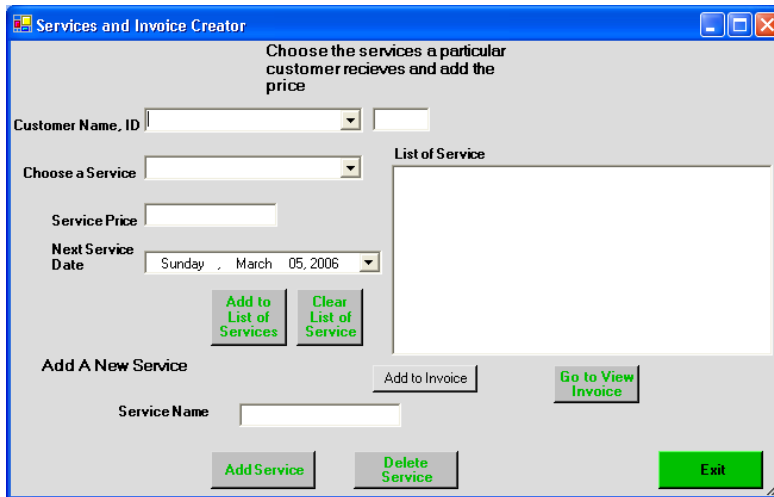 Services and Invoice Creator
Choose the services a particular
customer recieves and add the
price
Customer Name, ID
Choose a Service
List of Service
Service Price
Next Service
Date
Sunday , March 05, 2006
Add to
List of
Services
Clear
List of
Service
Add A New Service
Add to Invoice
Go to View
Invoice
Service Name
Add Service
Delete
Service
Exit